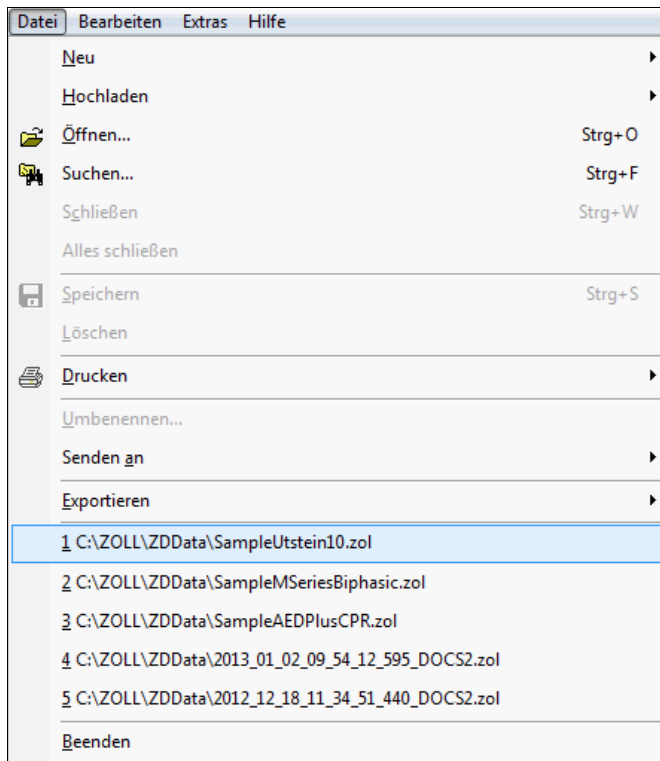 Datei Bearbeiten Extras Hilfe
Neu
Hochladen
Öffnen... Strg+O
Suchen... Strg+F
Schließen Strg+W
Alles schließen
Speichern Strg+S
Löschen
Drucken
Umbenennen...
Senden an
Exportieren
1 C:\ZOLL\ZDData\SampleUtstein10.zol
2 C:\ZOLL\ZDData\SampleMSeriesBiphasic.zol
3 C:\ZOLL\ZDData\SampleAEDPlusCPR.zol
4 C:\ZOLL\ZDData\2013_01_02_09_54_12_595_DOCS2.zol
5 C:\ZOLL\ZDData\2012_12_18_11_34_51_440_DOCS2.zol
Beenden